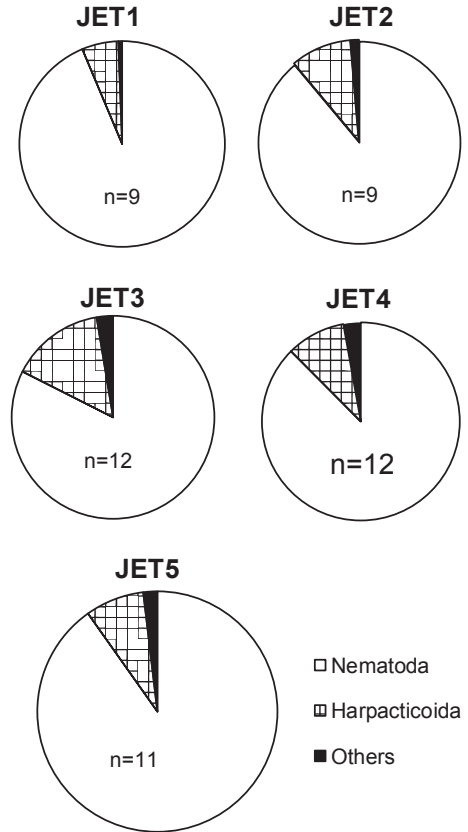 JET1
JET2
n=9
n=9
JET3
JET4
n=12
n=12
JET5
n=11
Nematoda
Harpacticoida
Others